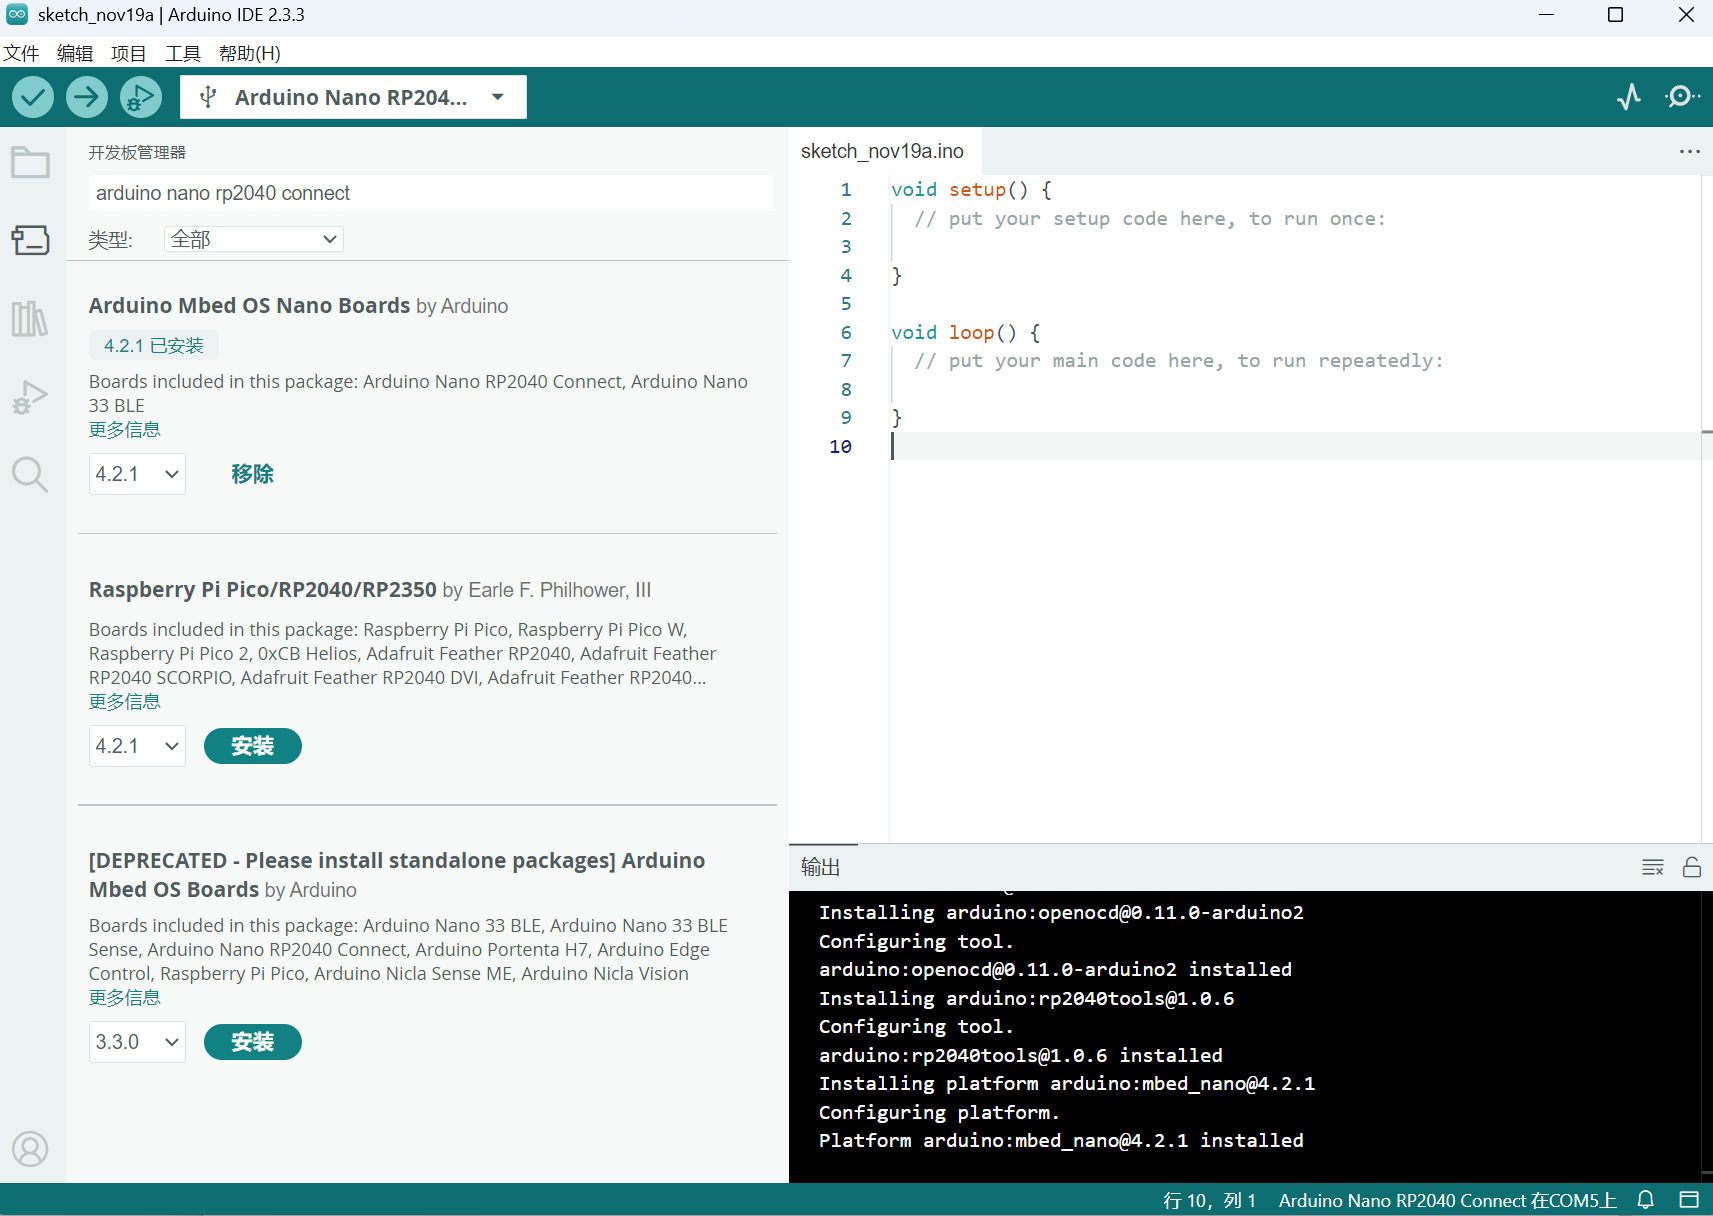 sketch_nov19a | Arduino IDE 2.3.3
文件 编辑 项目 工具 帮助(H)
Arduino Nano RP204...
开发板管理器
arduino nano rp2040 connect
类型: 全部
Arduino Mbed OS Nano Boards by Arduino
4.2.1 已安装
Boards included in this package: Arduino Nano RP2040 Connect, Arduino Nano
33 BLE
更多信息
4.2.1 移除
Raspberry Pi Pico/RP2040/RP2350 by Earle F. Philhower, III
Boards included in this package: Raspberry Pi Pico, Raspberry Pi Pico W,
Raspberry Pi Pico 2, 0xCB Helios, Adafruit Feather RP2040, Adafruit Feather
RP2040 SCORPIO, Adafruit Feather RP2040 DVI, Adafruit Feather RP2040...
更多信息
4.2.1 安装
[DEPRECATED - Please install standalone packages] Arduino
Mbed OS Boards by Arduino
Boards included in this package: Arduino Nano 33 BLE, Arduino Nano 33 BLE
Sense, Arduino Nano RP2040 Connect, Arduino Portenta H7, Arduino Edge
Control, Raspberry Pi Pico, Arduino Nicla Sense ME, Arduino Nicla Vision
更多信息
3.3.0 安装
sketch_nov19a.ino
1 void setup() {
2 // put your setup code here, to run once:
3
4 }
5
6 void loop() {
7 // put your main code here, to run repeatedly:
8
9 }
10
输出
Installing arduino:openocd@0.11.0-arduino2
Configuring tool.
arduino:openocd@0.11.0-arduino2 installed
Installing arduino:rp2040tools@1.0.6
Configuring tool.
arduino:rp2040tools@1.0.6 installed
Installing platform arduino:mbed_nano@4.2.1
Configuring platform.
Platform arduino:mbed_nano@4.2.1 installed
行 10，列 1 Arduino Nano RP2040 Connect 在COM5上